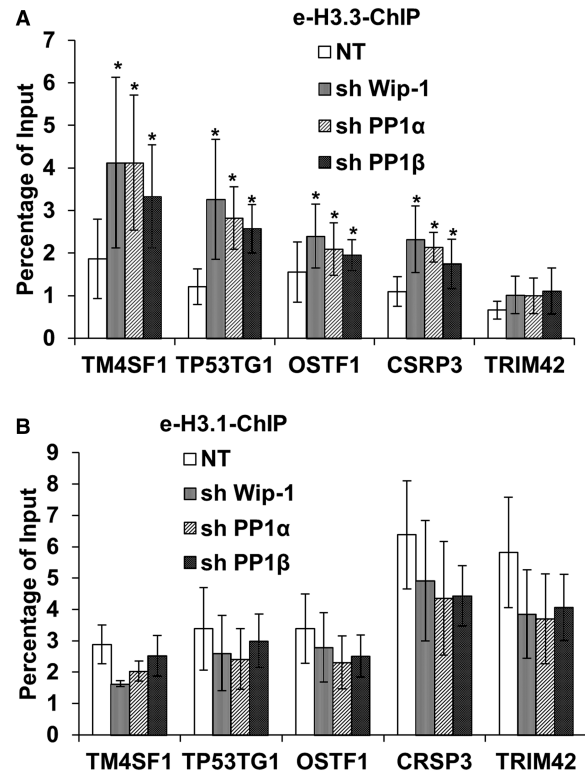 A
e-H3.3-ChIP
NT
sh Wip-1
sh PP1α
sh PP1β
Percentage of Input
7
6
5
4
3
2
1
0
* * *
* * *
* * *
* * *
TM4SF1 TP53TG1 OSTF1 CSRP3 TRIM42
B
e-H3.1-ChIP
NT
sh Wip-1
sh PP1α
sh PP1β
Percentage of Input
9
8
7
6
5
4
3
2
1
0
TM4SF1 TP53TG1 OSTF1 CRSP3 TRIM42